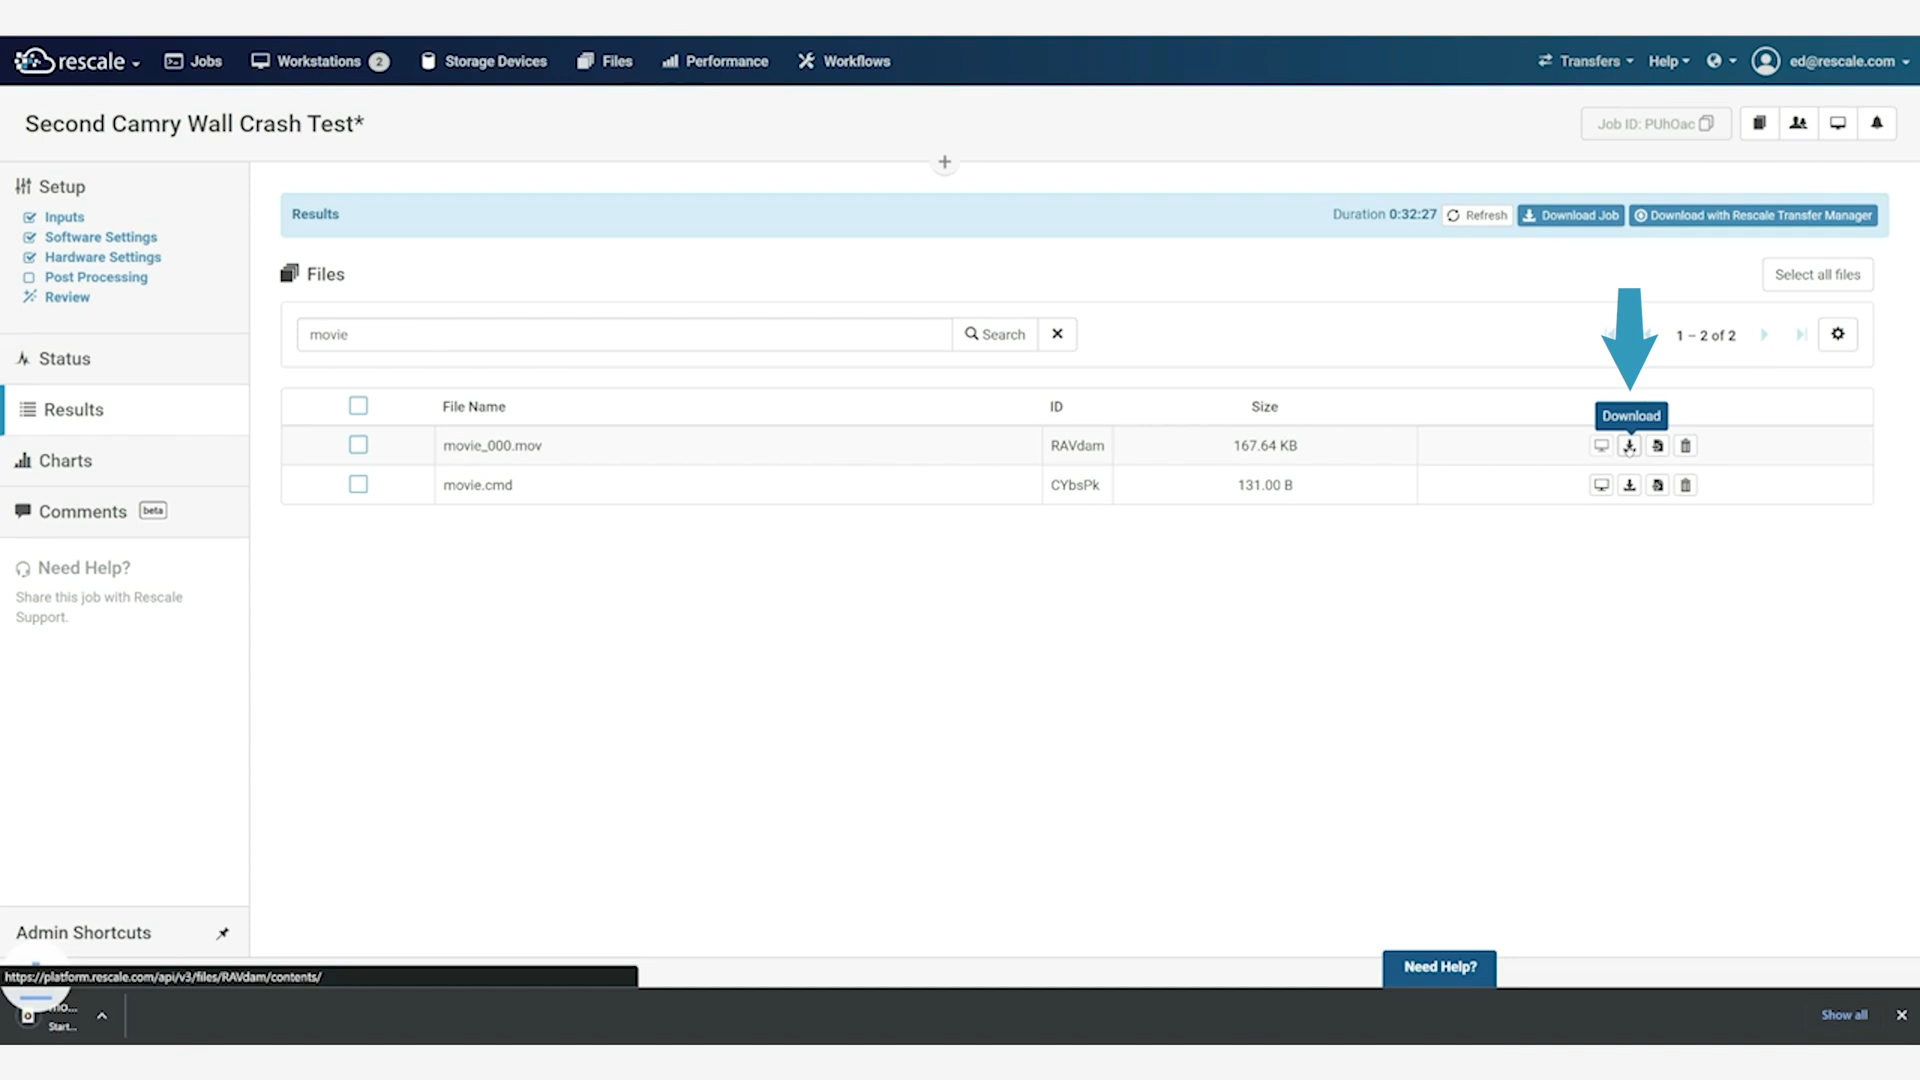 rescale
Jobs
Workstations 2
Storage Devices
Files
Performance
Workflows
Transfers
Help
ed@rescale.com
Second Camry Wall Crash Test*
Job ID: PUhOac
Setup
Inputs
Software Settings
Hardware Settings
Post Processing
Review
Status
Results
Charts
Comments beta
Need Help?
Share this job with Rescale
Support.
Admin Shortcuts
Results
Duration 0:32:27
Refresh
Download Job
Download with Rescale Transfer Manager
Files
Select all files
movie
Search
1 – 2 of 2
File Name ID Size
Download
movie_000.mov RAVdam 167.64 KB
movie.cmd CYbsPk 131.00 B
Need Help?
https://platform.rescale.com/api/v3/files/RAVdam/contents/
Start...
Show all